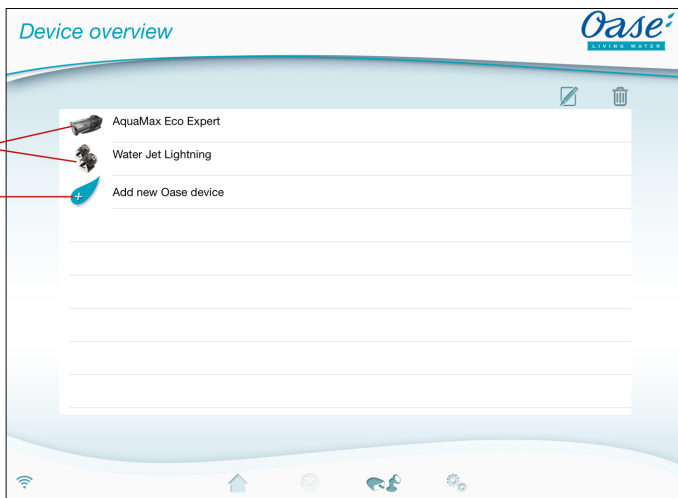 Device overview
Oase
LIVING WATER
AquaMax Eco Expert
Water Jet Lightning
Add new Oase device